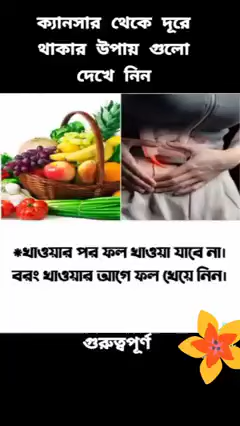 ক্যানসার থেকে দূরে
থাকার উপায় গুলো
দেখে নিন
*খাওয়ার পর ফল খাওয়া যাবে না।
বরং খাওয়ার আগে ফল খেয়ে নিন।
গুরুত্বপূর্ণ